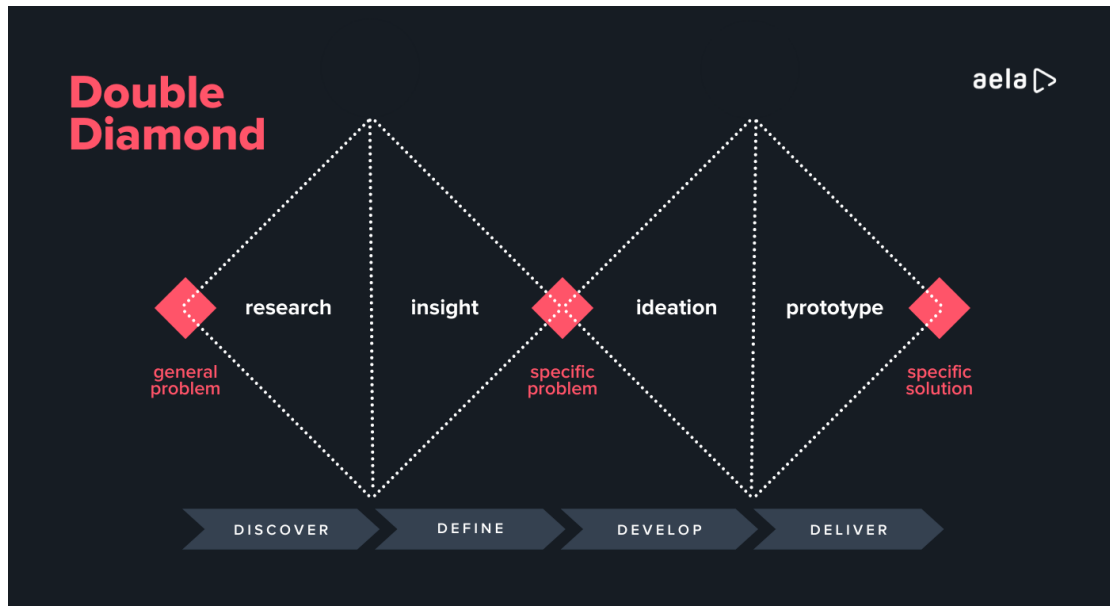 Double
Diamond
aela
research
insight
ideation
prototype
general
problem
specific
problem
specific
solution
DISCOVER
DEFINE
DEVELOP
DELIVER